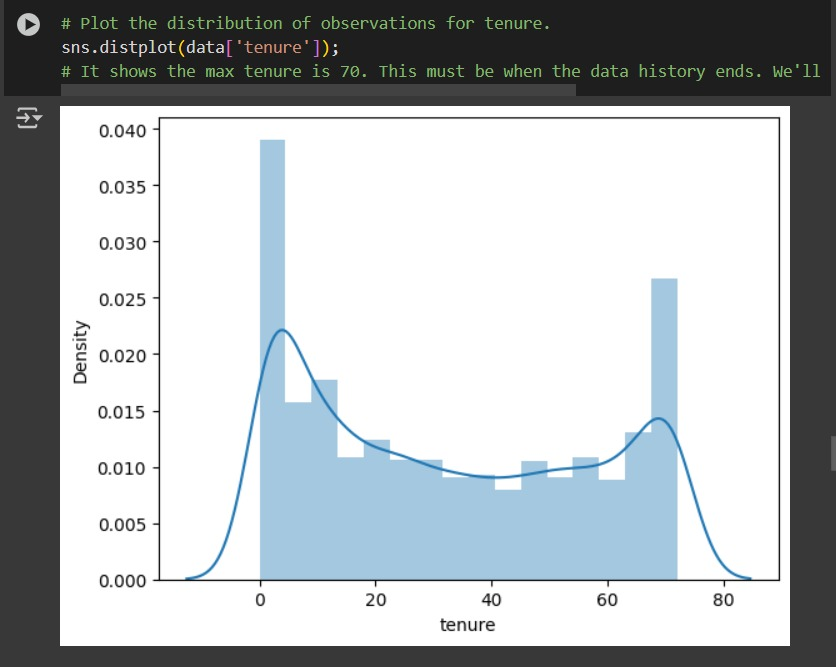 # Plot the distribution of observations for tenure.
sns.distplot(data['tenure']);
# It shows the max tenure is 70. This must be when the data history ends. We'll
0.040
0.035
0.030
0.025
0.020
0.015
0.010
0.005
0.000
Density
0 20 40 60 80
tenure